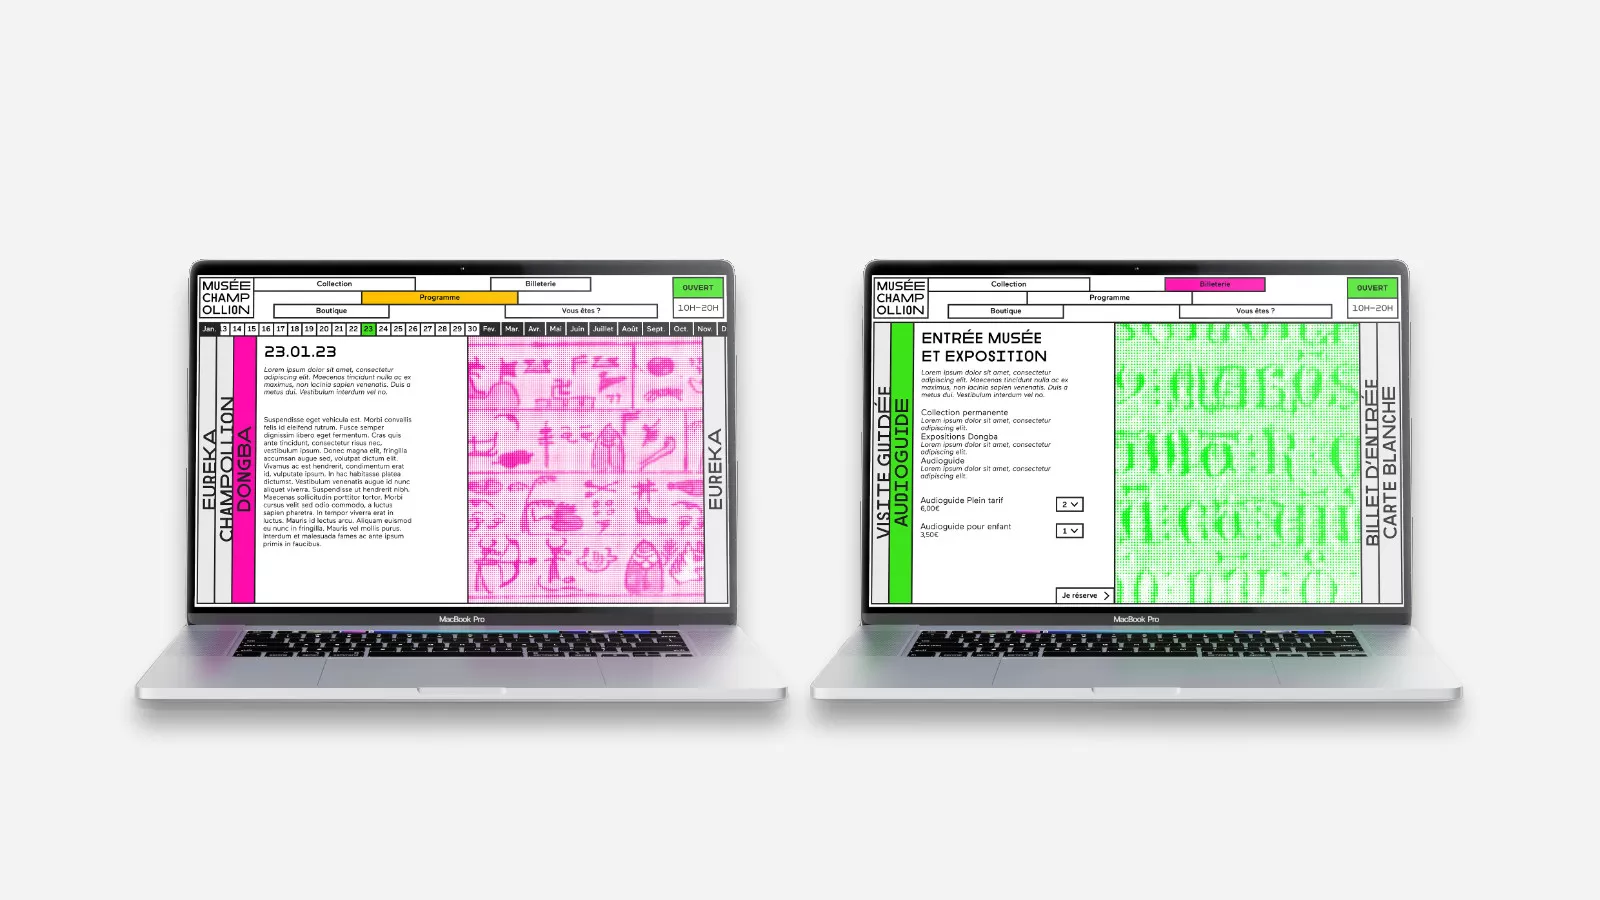 MUSÉE
CHAMP
OLLION
Collection
Billeterie
Programme
Boutique
Vous êtes ?
OUVERT
10H–20H
Jan. 13 14 15 16 17 18 19 20 21 22 23 24 25 26 27 28 29 30 Fev. Mar. Avr. Mai Juin Juillet Août Sept. Oct. Nov. D
EUREKA
CHAMPOLLION
DONGBA
23.01.23
Lorem ipsum dolor sit amet, consectetur
adipiscing elit. Maecenas tincidunt nulla ac ex
maximus, non lacinia sapien venenatis. Duis a
metus dui. Vestibulum interdum vel no.
Suspendisse eget vehicula est. Morbi convallis
felis id eleifend rutrum. Fusce semper
dignissim libero eget fermentum. Cras quis
ante tincidunt, consectetur risus nec,
vestibulum ipsum. Donec magna elit, fringilla
accumsan augue sed, volutpat dictum elit.
Vivamus ac est hendrerit, condimentum erat
id, vulputate ipsum. In hac habitasse platea
dictumst. Vestibulum venenatis augue id nunc
aliquet viverra. Suspendisse ut hendrerit nibh.
Maecenas sollicitudin porttitor tortor. Morbi
cursus velit sed odio commodo, a luctus
sapien pharetra. In tempor viverra erat in
luctus. Mauris id lectus arcu. Aliquam euismod
eu nunc in fringilla. Mauris vel mollis purus.
Interdum et malesuada fames ac ante ipsum
primis in faucibus.
EUREKA
MacBook Pro
MUSÉE
CHAMP
OLLION
Collection
Billeterie
Programme
Boutique
Vous êtes ?
OUVERT
10H–20H
VISITE GUIDÉE
AUDIOGUIDE
ENTRÉE MUSÉE
ET EXPOSITION
Lorem ipsum dolor sit amet, consectetur
adipiscing elit. Maecenas tincidunt nulla ac ex
maximus, non lacinia sapien venenatis. Duis a
metus dui. Vestibulum interdum vel no.
Collection permanente
Lorem ipsum dolor sit amet, consectetur
adipiscing elit.
Expositions Dongba
Lorem ipsum dolor sit amet, consectetur
adipiscing elit.
Audioguide
Lorem ipsum dolor sit amet, consectetur
adipiscing elit.
Audioguide Plein tarif
6,00€
2
Audioguide pour enfant
3,50€
1
Je réserve
BILLET D'ENTRÉE
CARTE BLANCHE
MacBook Pro